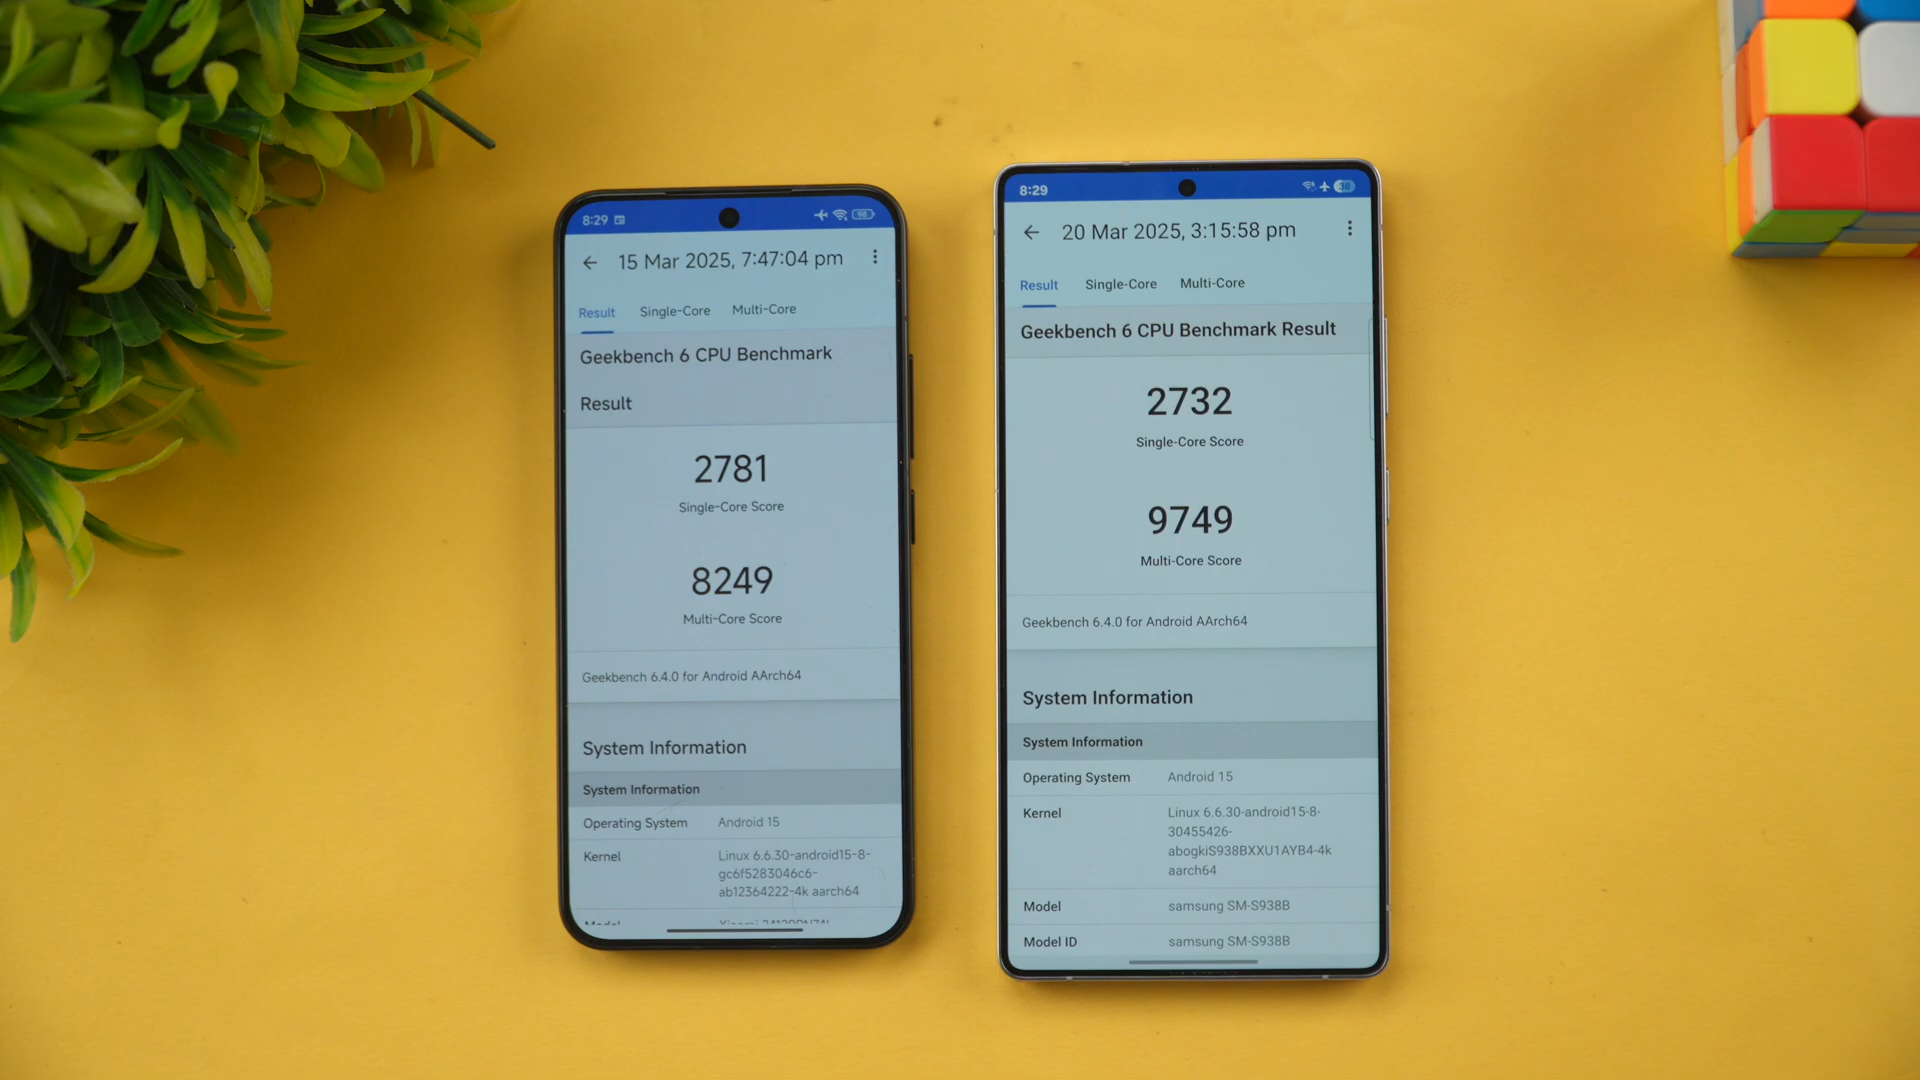 8:29
98
15 Mar 2025, 7:47:04 pm
Result Single-Core Multi-Core
Geekbench 6 CPU Benchmark
Result
2781
Single-Core Score
8249
Multi-Core Score
Geekbench 6.4.0 for Android AArch64
System Information
System Information
Operating System Android 15
Kernel Linux 6.6.30-android15-8-
gc6f5283046c6-
ab12364222-4k aarch64
Model Xiaomi
8:29
20 Mar 2025, 3:15:58 pm
Result Single-Core Multi-Core
Geekbench 6 CPU Benchmark Result
2732
Single-Core Score
9749
Multi-Core Score
Geekbench 6.4.0 for Android AArch64
System Information
System Information
Operating System Android 15
Kernel Linux 6.6.30-android15-8-
30455426-
abogkiS938BXXU1AYB4-4k
aarch64
Model samsung SM-S938B
Model ID samsung SM-S938B